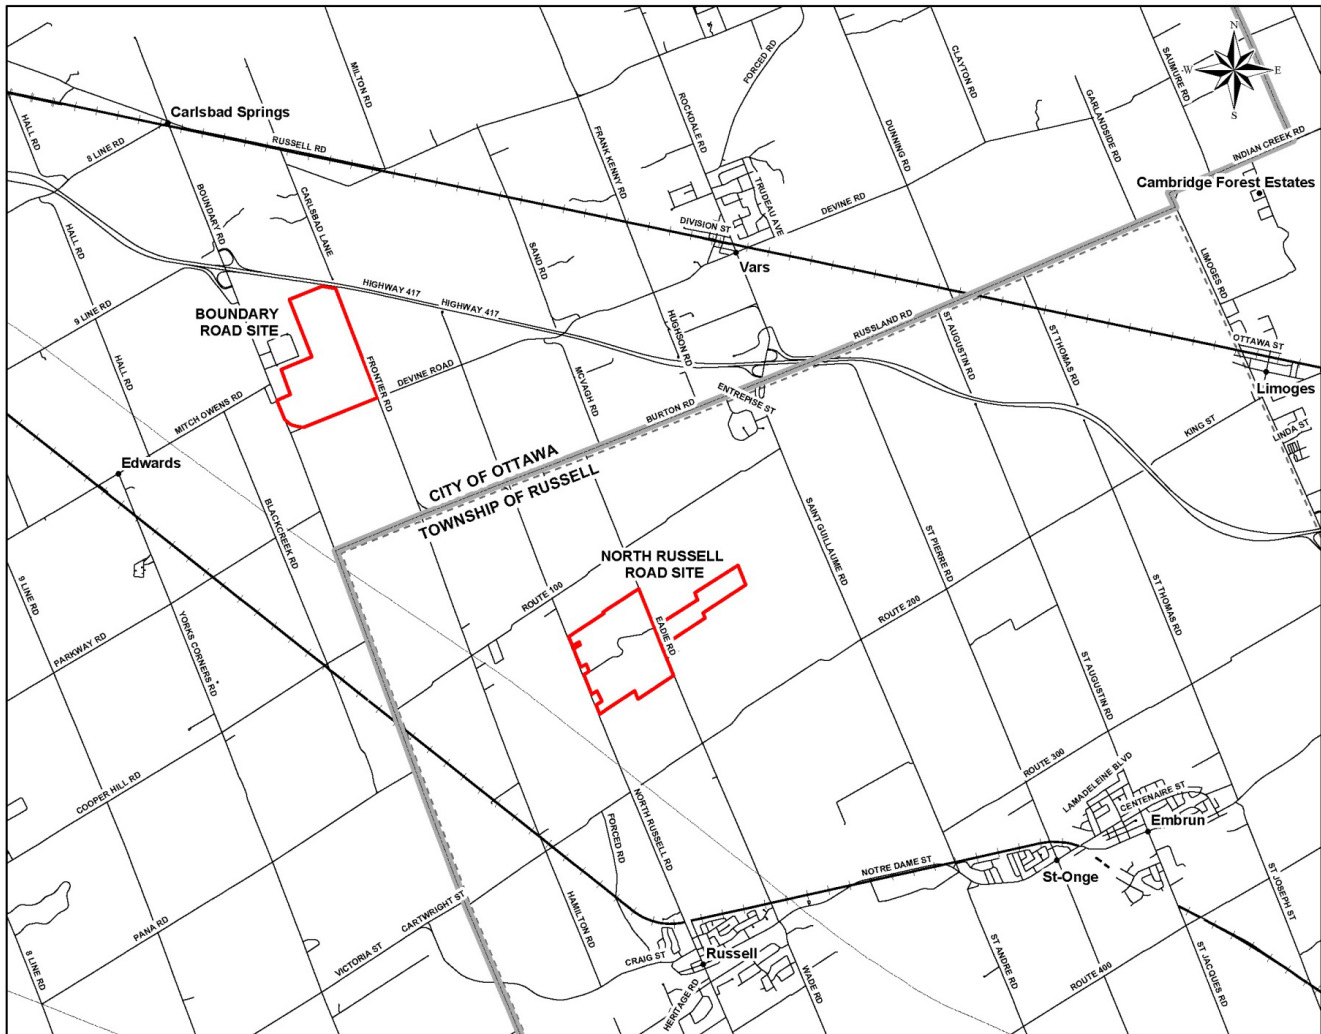 N
W
E
S
HALL RD
8 LINE RD
Carlsbad Springs
RUSSELL RD
MILTON RD
FORCED RD
ROCKDALE RD
CLAYTON RD
SAUMURE RD
GARLANDSIDE RD
INDIAN CREEK RD
Cambridge Forest Estates
FRANK KENNY RD
DUNNING RD
TRUDEAU AVE
DEVINE RD
DIVISION ST
Vars
HALL RD
BOUNDARY RD
CARLSBAD LANE
SAND RD
LIMOGES RD
9 LINE RD
BOUNDARY
ROAD SITE
HIGHWAY 417
HIGHWAY 417
HUGHSON RD
RUSSLAND RD
ST AUGUSTIN RD
ST THOMAS RD
OTTAWA ST
Limoges
HALL RD
FRONTIER RD
DEVINE ROAD
MCVAGH RD
ENTREPISE ST
BURTON RD
KING ST
LINDA ST
MITCH OWENS RD
Edwards
CITY OF OTTAWA
TOWNSHIP OF RUSSELL
BLACKCREEK RD
SAINT GUILLAUME RD
ST PIERRE RD
NORTH RUSSELL
ROAD SITE
ROUTE 100
EADIE RD
ROUTE 200
ST THOMAS RD
9 LINE RD
PARKWAY RD
YORKS CORNERS RD
ST AUGUSTIN RD
COOPER HILL RD
ROUTE 300
LAMADELEINE BLVD
CENTENAIRE ST
Embrun
FORCED RD
NORTH RUSSELL RD
NOTRE DAME ST
St-Onge
ST JOSEPH ST
PANA RD
CARTWRIGHT ST
VICTORIA ST
HAMILTON RD
8 LINE RD
CRAIG ST
Russell
HERITAGE RD
WADE RD
ST ANDRE RD
ROUTE 400
ST JACQUES RD